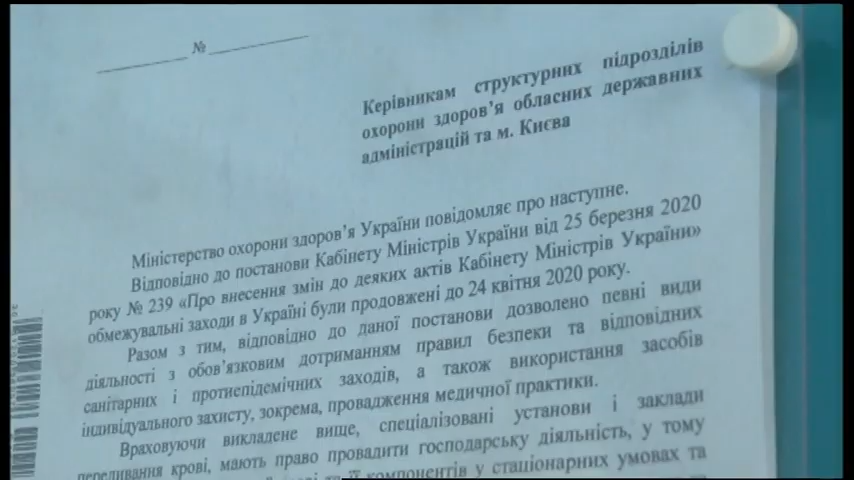 №
Керівникам структурних підрозділів
охорони здоров’я обласних державних
адміністрацій та м. Києва
Міністерство охорони здоров’я України повідомляє про наступне.
Відповідно до постанови Кабінету Міністрів України від 25 березня 2020
року № 239 «Про внесення змін до деяких актів Кабінету Міністрів України»
обмежувальні заходи в Україні були продовжені до 24 квітня 2020 року.
Разом з тим, відповідно до даної постанови дозволено певні види
діяльності з обов’язковим дотриманням правил безпеки та відповідних
санітарних і протиепідемічних заходів, а також використання засобів
індивідуального захисту, зокрема, провадження медичної практики.
Враховуючи викладене вище, спеціалізовані установи і заклади
переливання крові, мають право провадити господарську діяльність, у тому
та її компонентів у стаціонарних умовах та